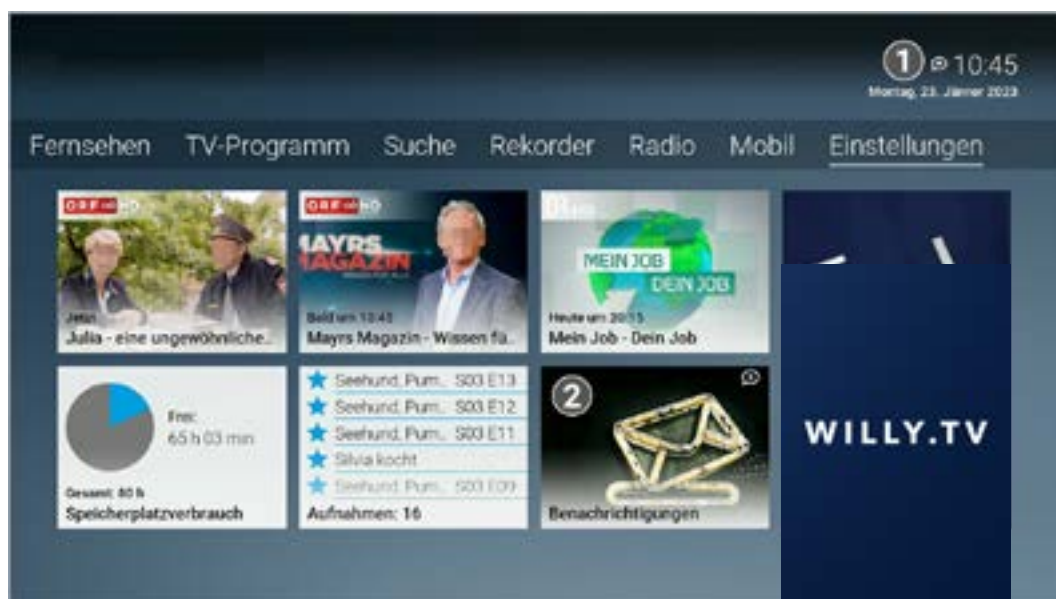 1 10:45
Montag, 23. Jänner 2023
Fernsehen TV-Programm Suche Rekorder Radio Mobil Einstellungen
ORF HD
Jetzt
Julia - eine ungewöhnliche..
ORF HD
MAYRS
MAGAZIN
Bald um 10:45
Mayrs Magazin - Wissen fü..
MEIN JOB
DEIN JOB
Heute um 20:15
Mein Job - Dein Job
Frei:
65 h 03 min
Gesamt: 80 h
Speicherplatzverbrauch
Seehund, Pum.. S03 E13
Seehund, Pum.. S03 E12
Seehund, Pum.. S03 E11
Silvia kocht
Seehund, Pum.. S03 E09
Aufnahmen: 16
2
Benachrichtigungen
WILLY.TV